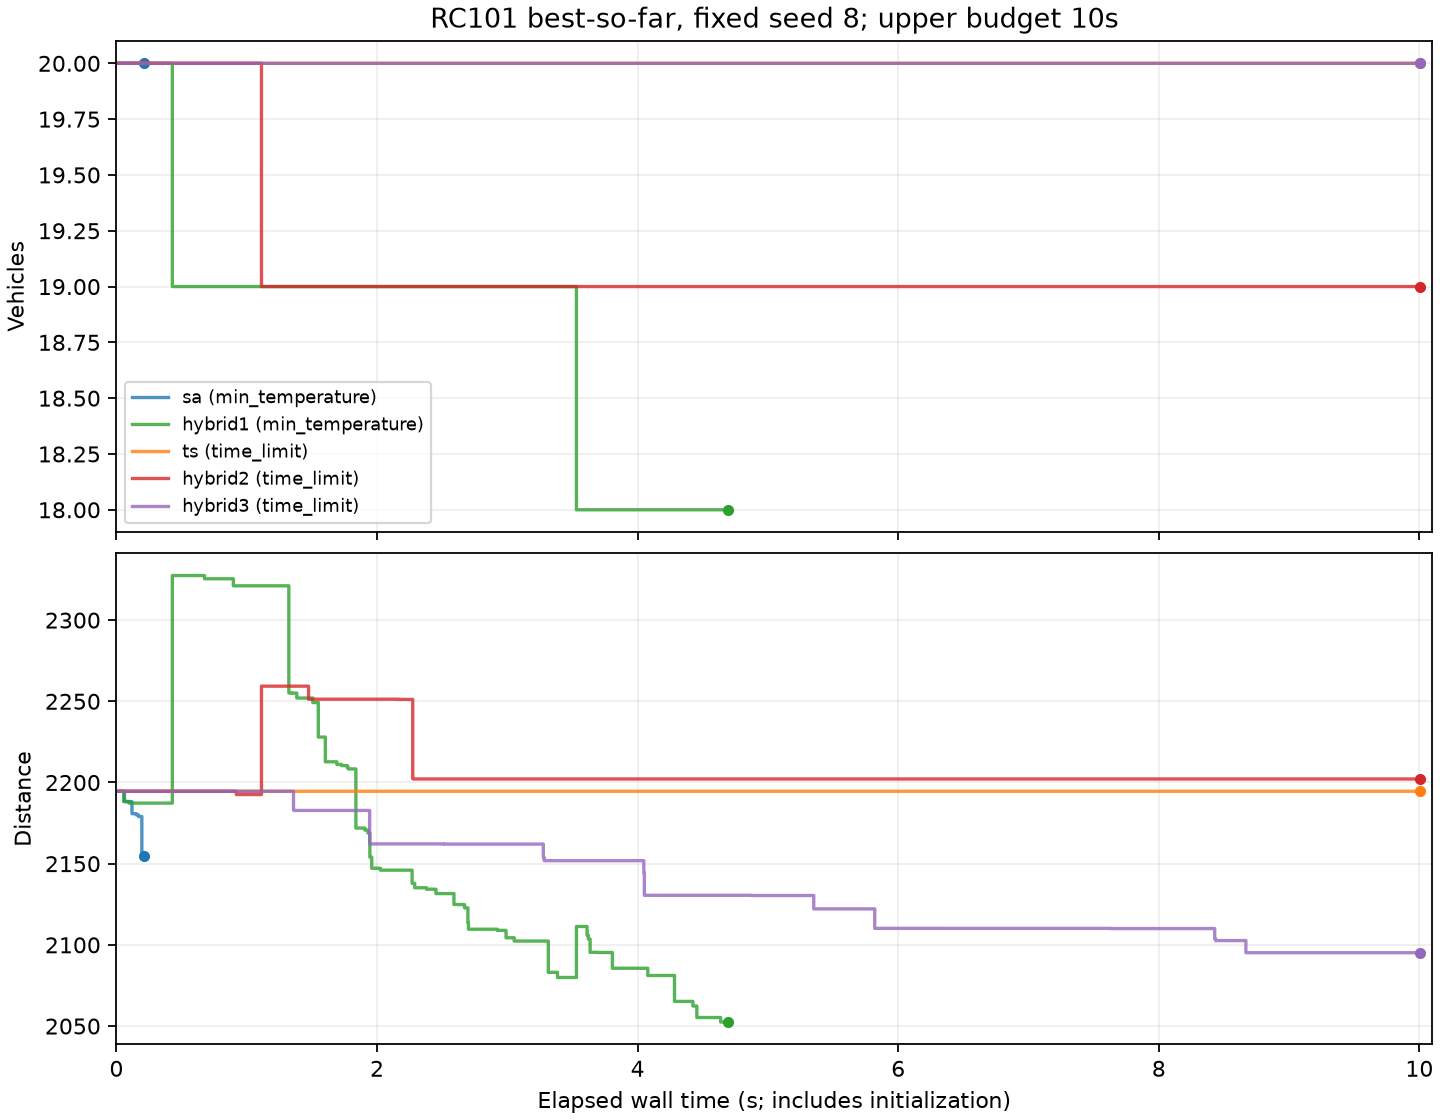 RC101 best-so-far, fixed seed 8; upper budget 10s
Vehicles
20.00
19.75
19.50
19.25
19.00
18.75
18.50
18.25
18.00
sa (min_temperature)
hybrid1 (min_temperature)
ts (time_limit)
hybrid2 (time_limit)
hybrid3 (time_limit)
Distance
2300
2250
2200
2150
2100
2050
0 2 4 6 8 10
Elapsed wall time (s; includes initialization)